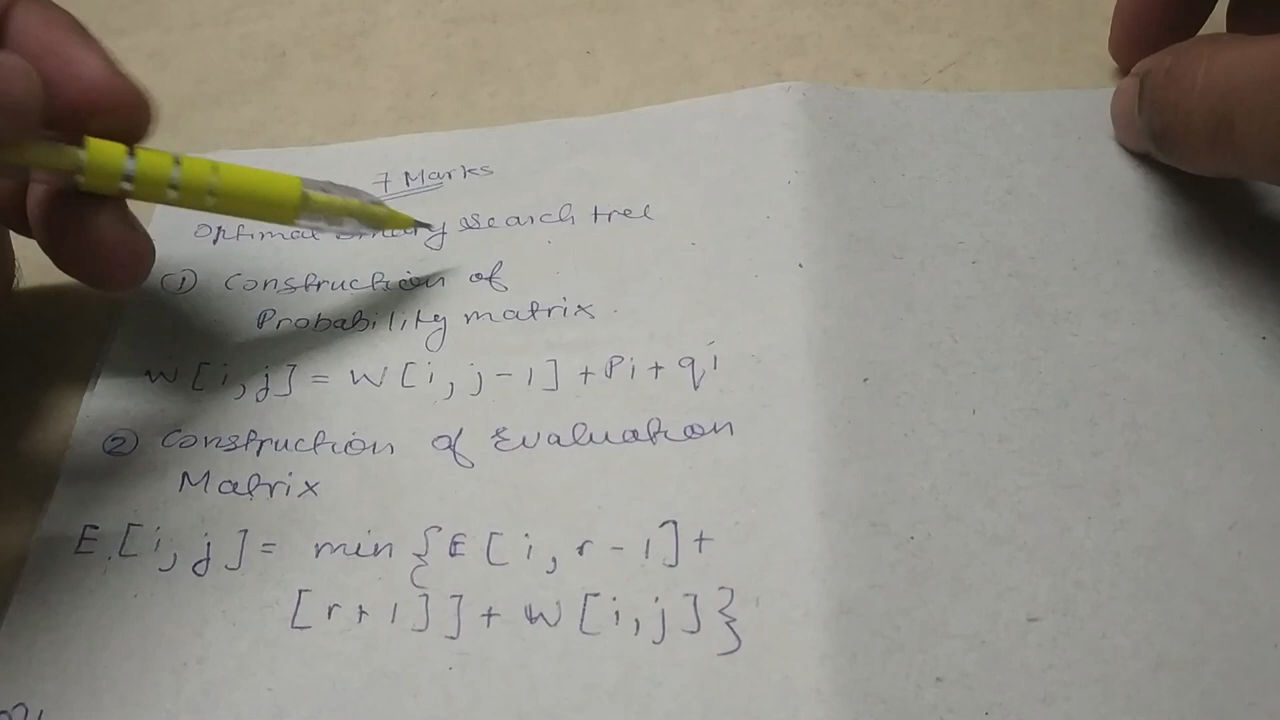 7 Marks
Optimal Binary Search tree
① Construction of
Probability matrix.
W[i,j] = W[i, j-1] + Pi + qi
② Construction of Evaluation
Matrix
E[i,j] = min {E[i, r-1] +
[r+1]] + W[i,j]}